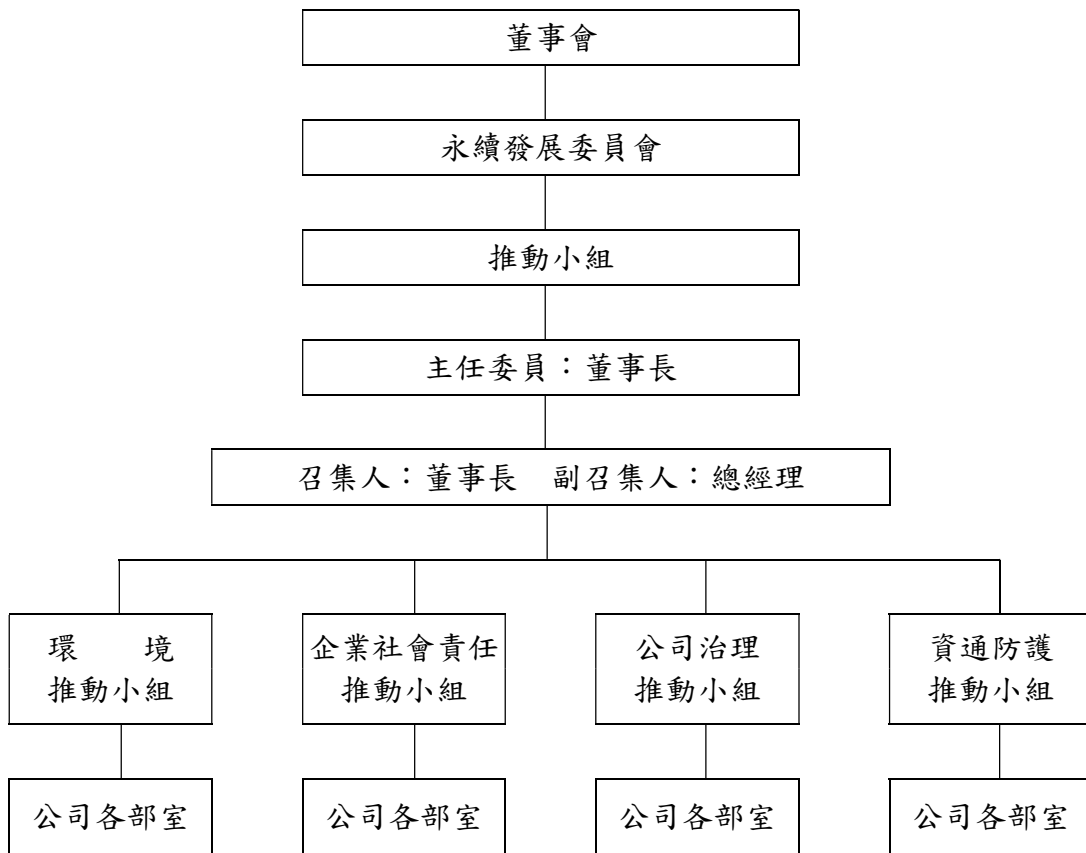 董事會
永續發展委員會
推動小組
主任委員：董事長
召集人：董事長　副召集人：總經理
環　　境
推動小組
企業社會責任
推動小組
公司治理
推動小組
資通防護
推動小組
公司各部室
公司各部室
公司各部室
公司各部室